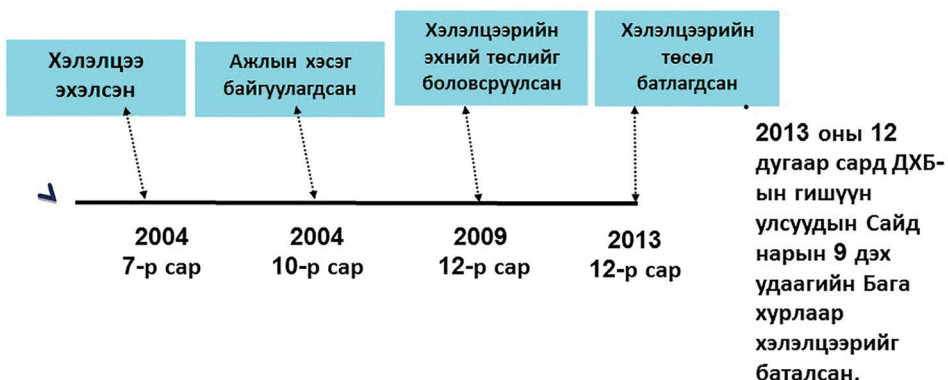 Хэлэлцээ
эхэлсэн
Ажлын хэсэг
байгуулагдсан
Хэлэлцээрийн
эхний төслийг
боловсруулсан
Хэлэлцээрийн
төсөл
батлагдсан
2004
7-р сар
2004
10-р сар
2009
12-р сар
2013
12-р сар
2013 оны 12
дугаар сард ДХБ-
ын гишүүн
улсуудын Сайд
нарын 9 дэх
удаагийн Бага
хурлаар
хэлэлцээрийг
баталсан.